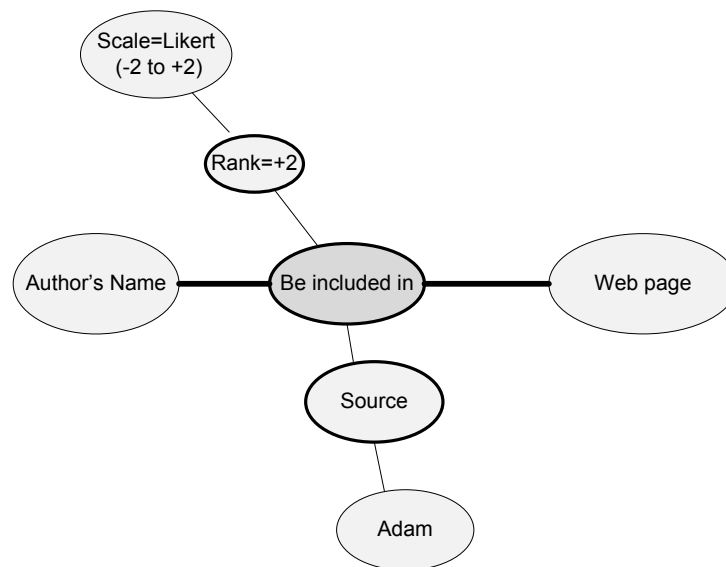 Scale=Likert
(-2 to +2)
Rank=+2
Author's Name
Be included in
Web page
Source
Adam